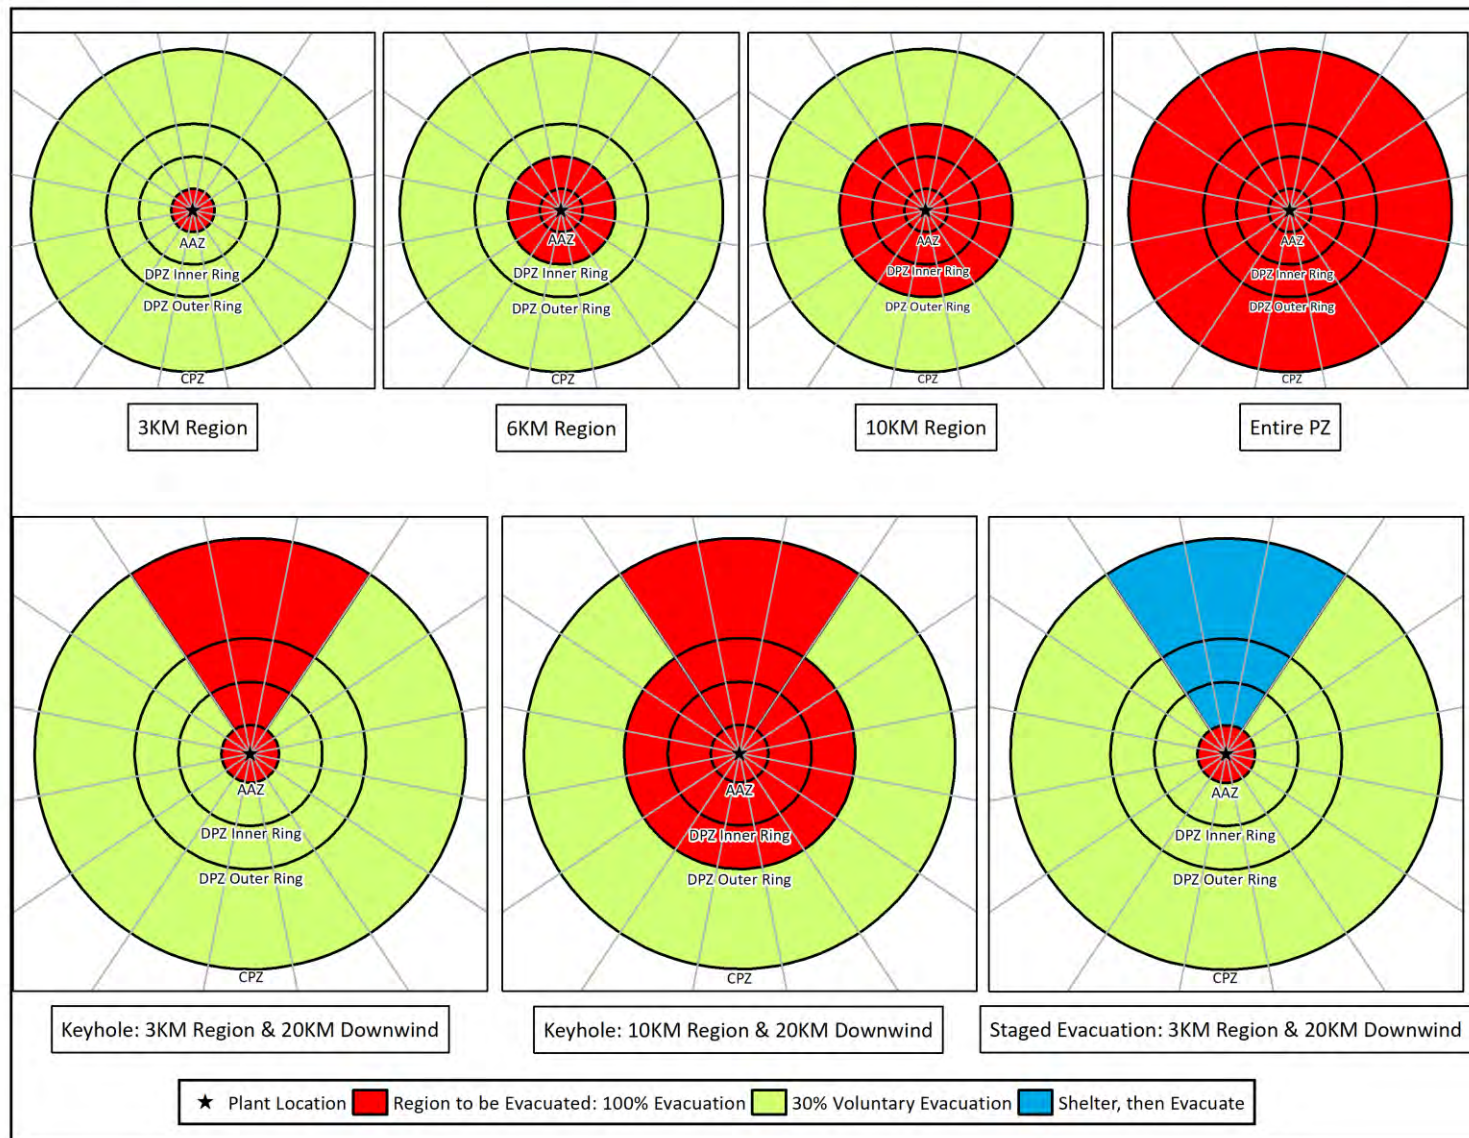 AAZ
DPZ Inner Ring
DPZ Outer Ring
CPZ
3KM Region
AAZ
DPZ Inner Ring
DPZ Outer Ring
CPZ
6KM Region
AAZ
DPZ Inner Ring
DPZ Outer Ring
CPZ
10KM Region
AAZ
DPZ Inner Ring
DPZ Outer Ring
CPZ
Entire PZ
AAZ
DPZ Inner Ring
DPZ Outer Ring
CPZ
Keyhole: 3KM Region & 20KM Downwind
AAZ
DPZ Inner Ring
DPZ Outer Ring
CPZ
Keyhole: 10KM Region & 20KM Downwind
AAZ
DPZ Inner Ring
DPZ Outer Ring
CPZ
Staged Evacuation: 3KM Region & 20KM Downwind
Plant Location Region to be Evacuated: 100% Evacuation 30% Voluntary Evacuation Shelter, then Evacuate